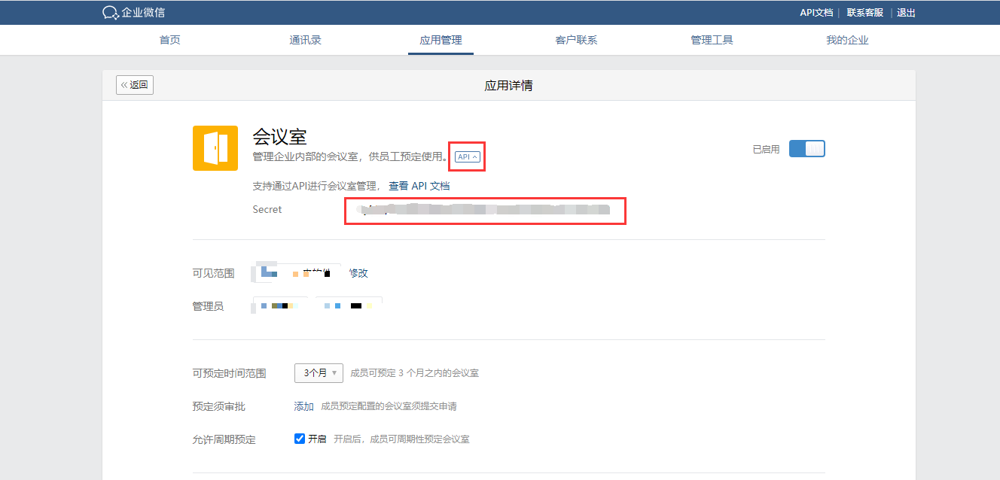 企业微信 API文档 | 联系客服 | 退出
首页 通讯录 应用管理 客户联系 管理工具 我的企业
<<返回 应用详情
会议室
管理企业内部的会议室，供员工预定使用。 API 已启用
支持通过API进行会议室管理， 查看 API 文档
Secret
可见范围 修改
管理员
可预定时间范围 3个月 成员可预定 3 个月之内的会议室
预定须审批 添加 成员预定配置的会议室须提交申请
允许周期预定 开启 开启后，成员可周期性预定会议室